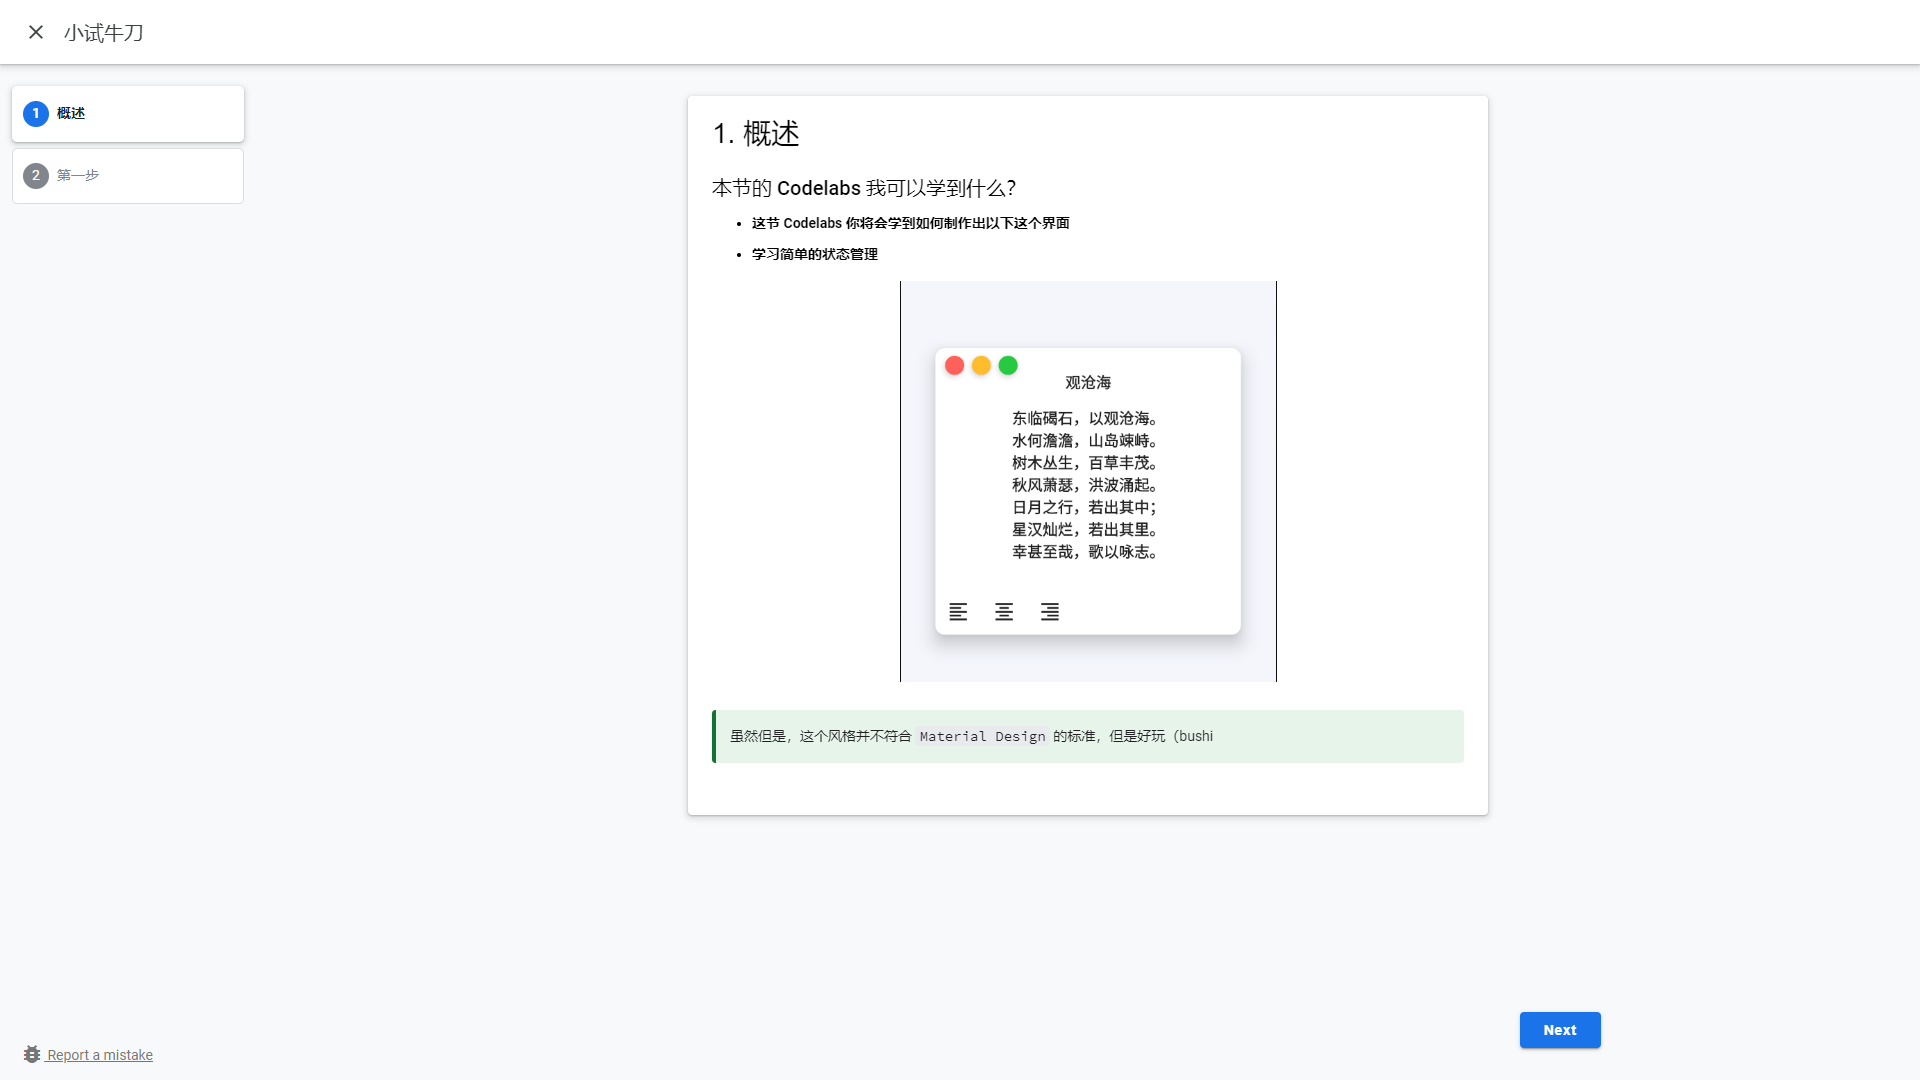 小试牛刀
1 概述
2 第一步
1. 概述
本节的 Codelabs 我可以学到什么？
这节 Codelabs 你将会学到如何制作出以下这个界面
学习简单的状态管理
观沧海
东临碣石，以观沧海。
水何澹澹，山岛竦峙。
树木丛生，百草丰茂。
秋风萧瑟，洪波涌起。
日月之行，若出其中；
星汉灿烂，若出其里。
幸甚至哉，歌以咏志。
虽然但是，这个风格并不符合 Material Design 的标准，但是好玩（bushi
Next
Report a mistake